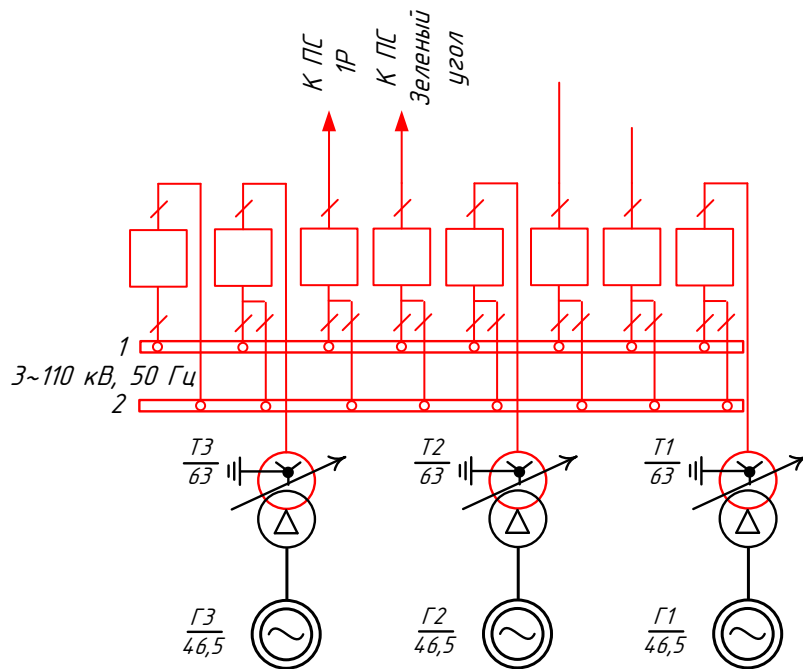 К ПС
1Р
К ПС
Зеленый
угол
1
3~110 кВ, 50 Гц
2
Т3
63
Т2
63
Т1
63
Г3
46,5
Г2
46,5
Г1
46,5